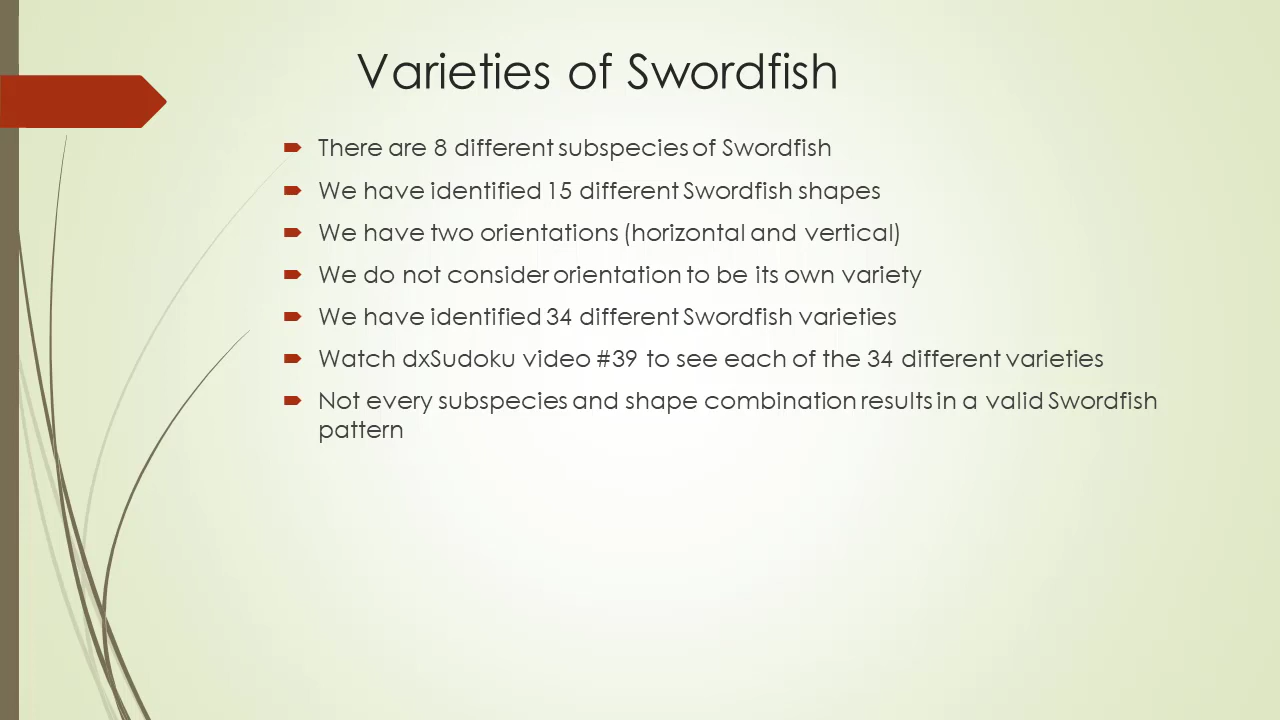 Varieties of Swordfish
There are 8 different subspecies of Swordfish
We have identified 15 different Swordfish shapes
We have two orientations (horizontal and vertical)
We do not consider orientation to be its own variety
We have identified 34 different Swordfish varieties
Watch dxSudoku video #39 to see each of the 34 different varieties
Not every subspecies and shape combination results in a valid Swordfish
pattern